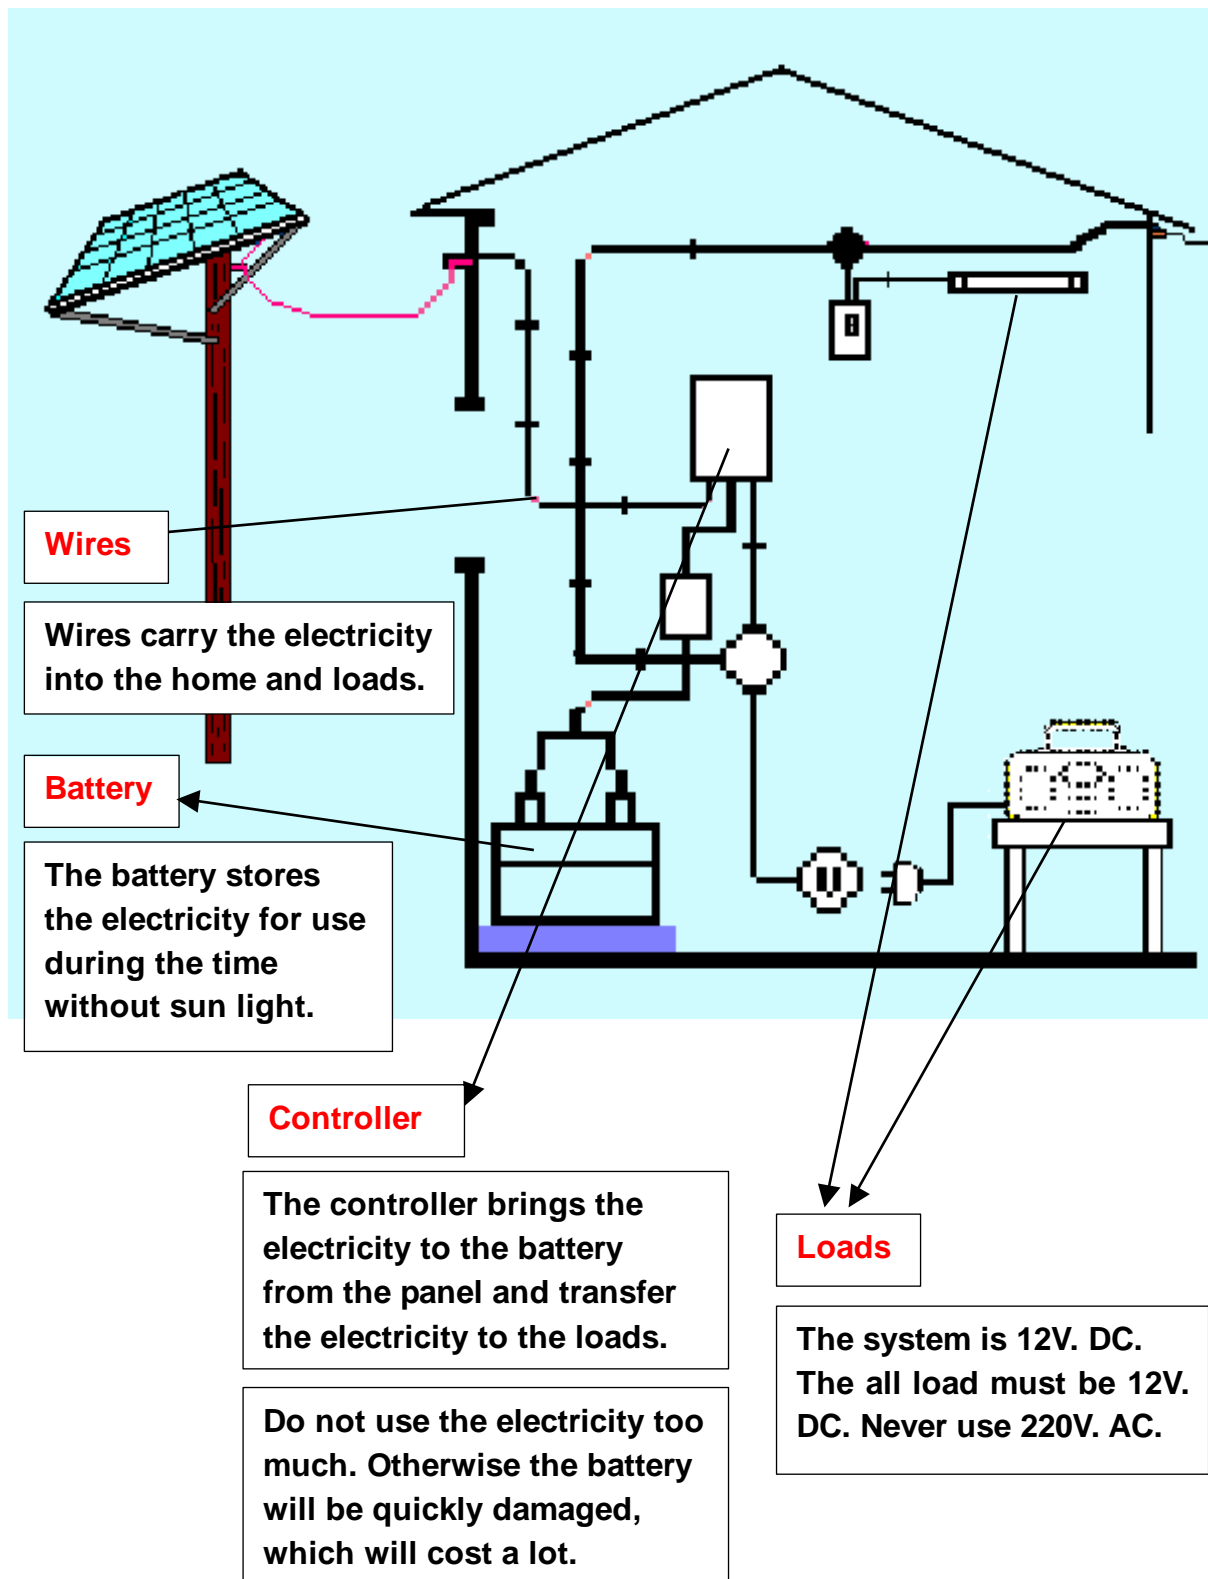 Wires
Wires carry the electricity
into the home and loads.
Battery
The battery stores
the electricity for use
during the time
without sun light.
Controller
The controller brings the
electricity to the battery
from the panel and transfer
the electricity to the loads.
Do not use the electricity too
much. Otherwise the battery
will be quickly damaged,
which will cost a lot.
Loads
The system is 12V. DC.
The all load must be 12V.
DC. Never use 220V. AC.